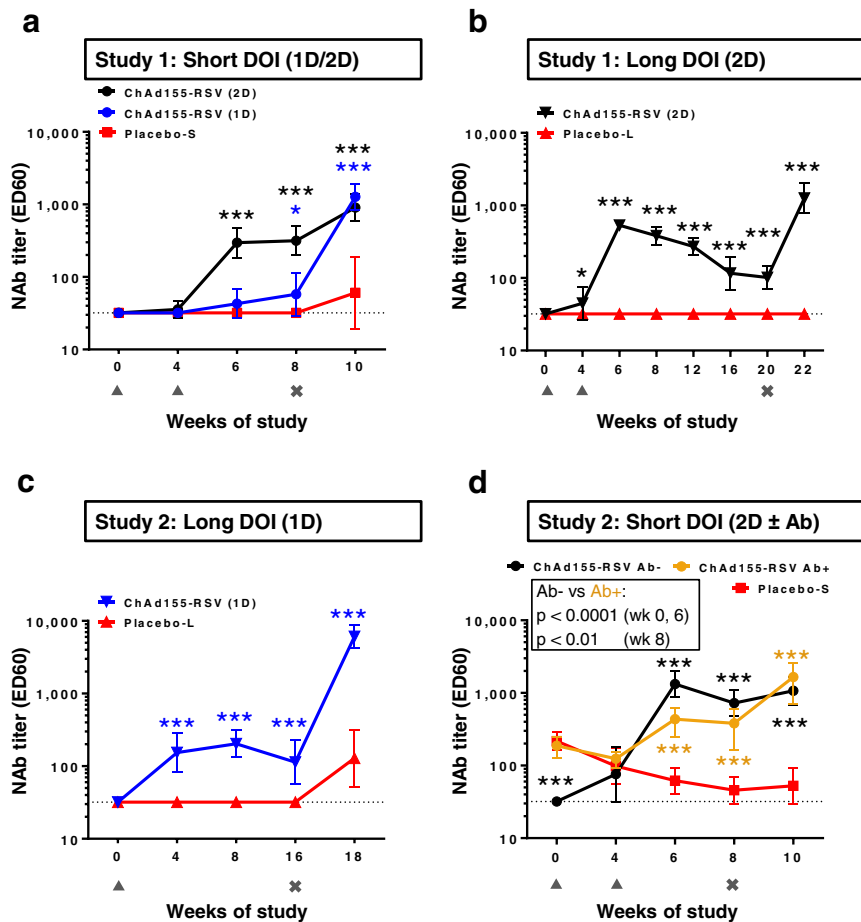 a
Study 1: Short DOI (1D/2D)
ChAd155-RSV (2D)
ChAd155-RSV (1D)
Placebo-S
NAb titer (ED60)
10,000
1,000
100
10
***
***
*
***
***
0 4 6 8 10
Weeks of study
b
Study 1: Long DOI (2D)
ChAd155-RSV (2D)
Placebo-L
NAb titer (ED60)
10,000
1,000
100
10
*
***
***
***
***
***
***
0 4 6 8 12 16 20 22
Weeks of study
c
Study 2: Long DOI (1D)
ChAd155-RSV (1D)
Placebo-L
NAb titer (ED60)
10,000
1,000
100
10
***
***
***
***
0 4 8 16 18
Weeks of study
d
Study 2: Short DOI (2D ± Ab)
ChAd155-RSV Ab- ChAd155-RSV Ab+
Placebo-S
Ab- vs Ab+:
p < 0.0001 (wk 0, 6)
p < 0.01 (wk 8)
NAb titer (ED60)
10,000
1,000
100
10
***
***
***
***
***
***
***
0 4 6 8 10
Weeks of study